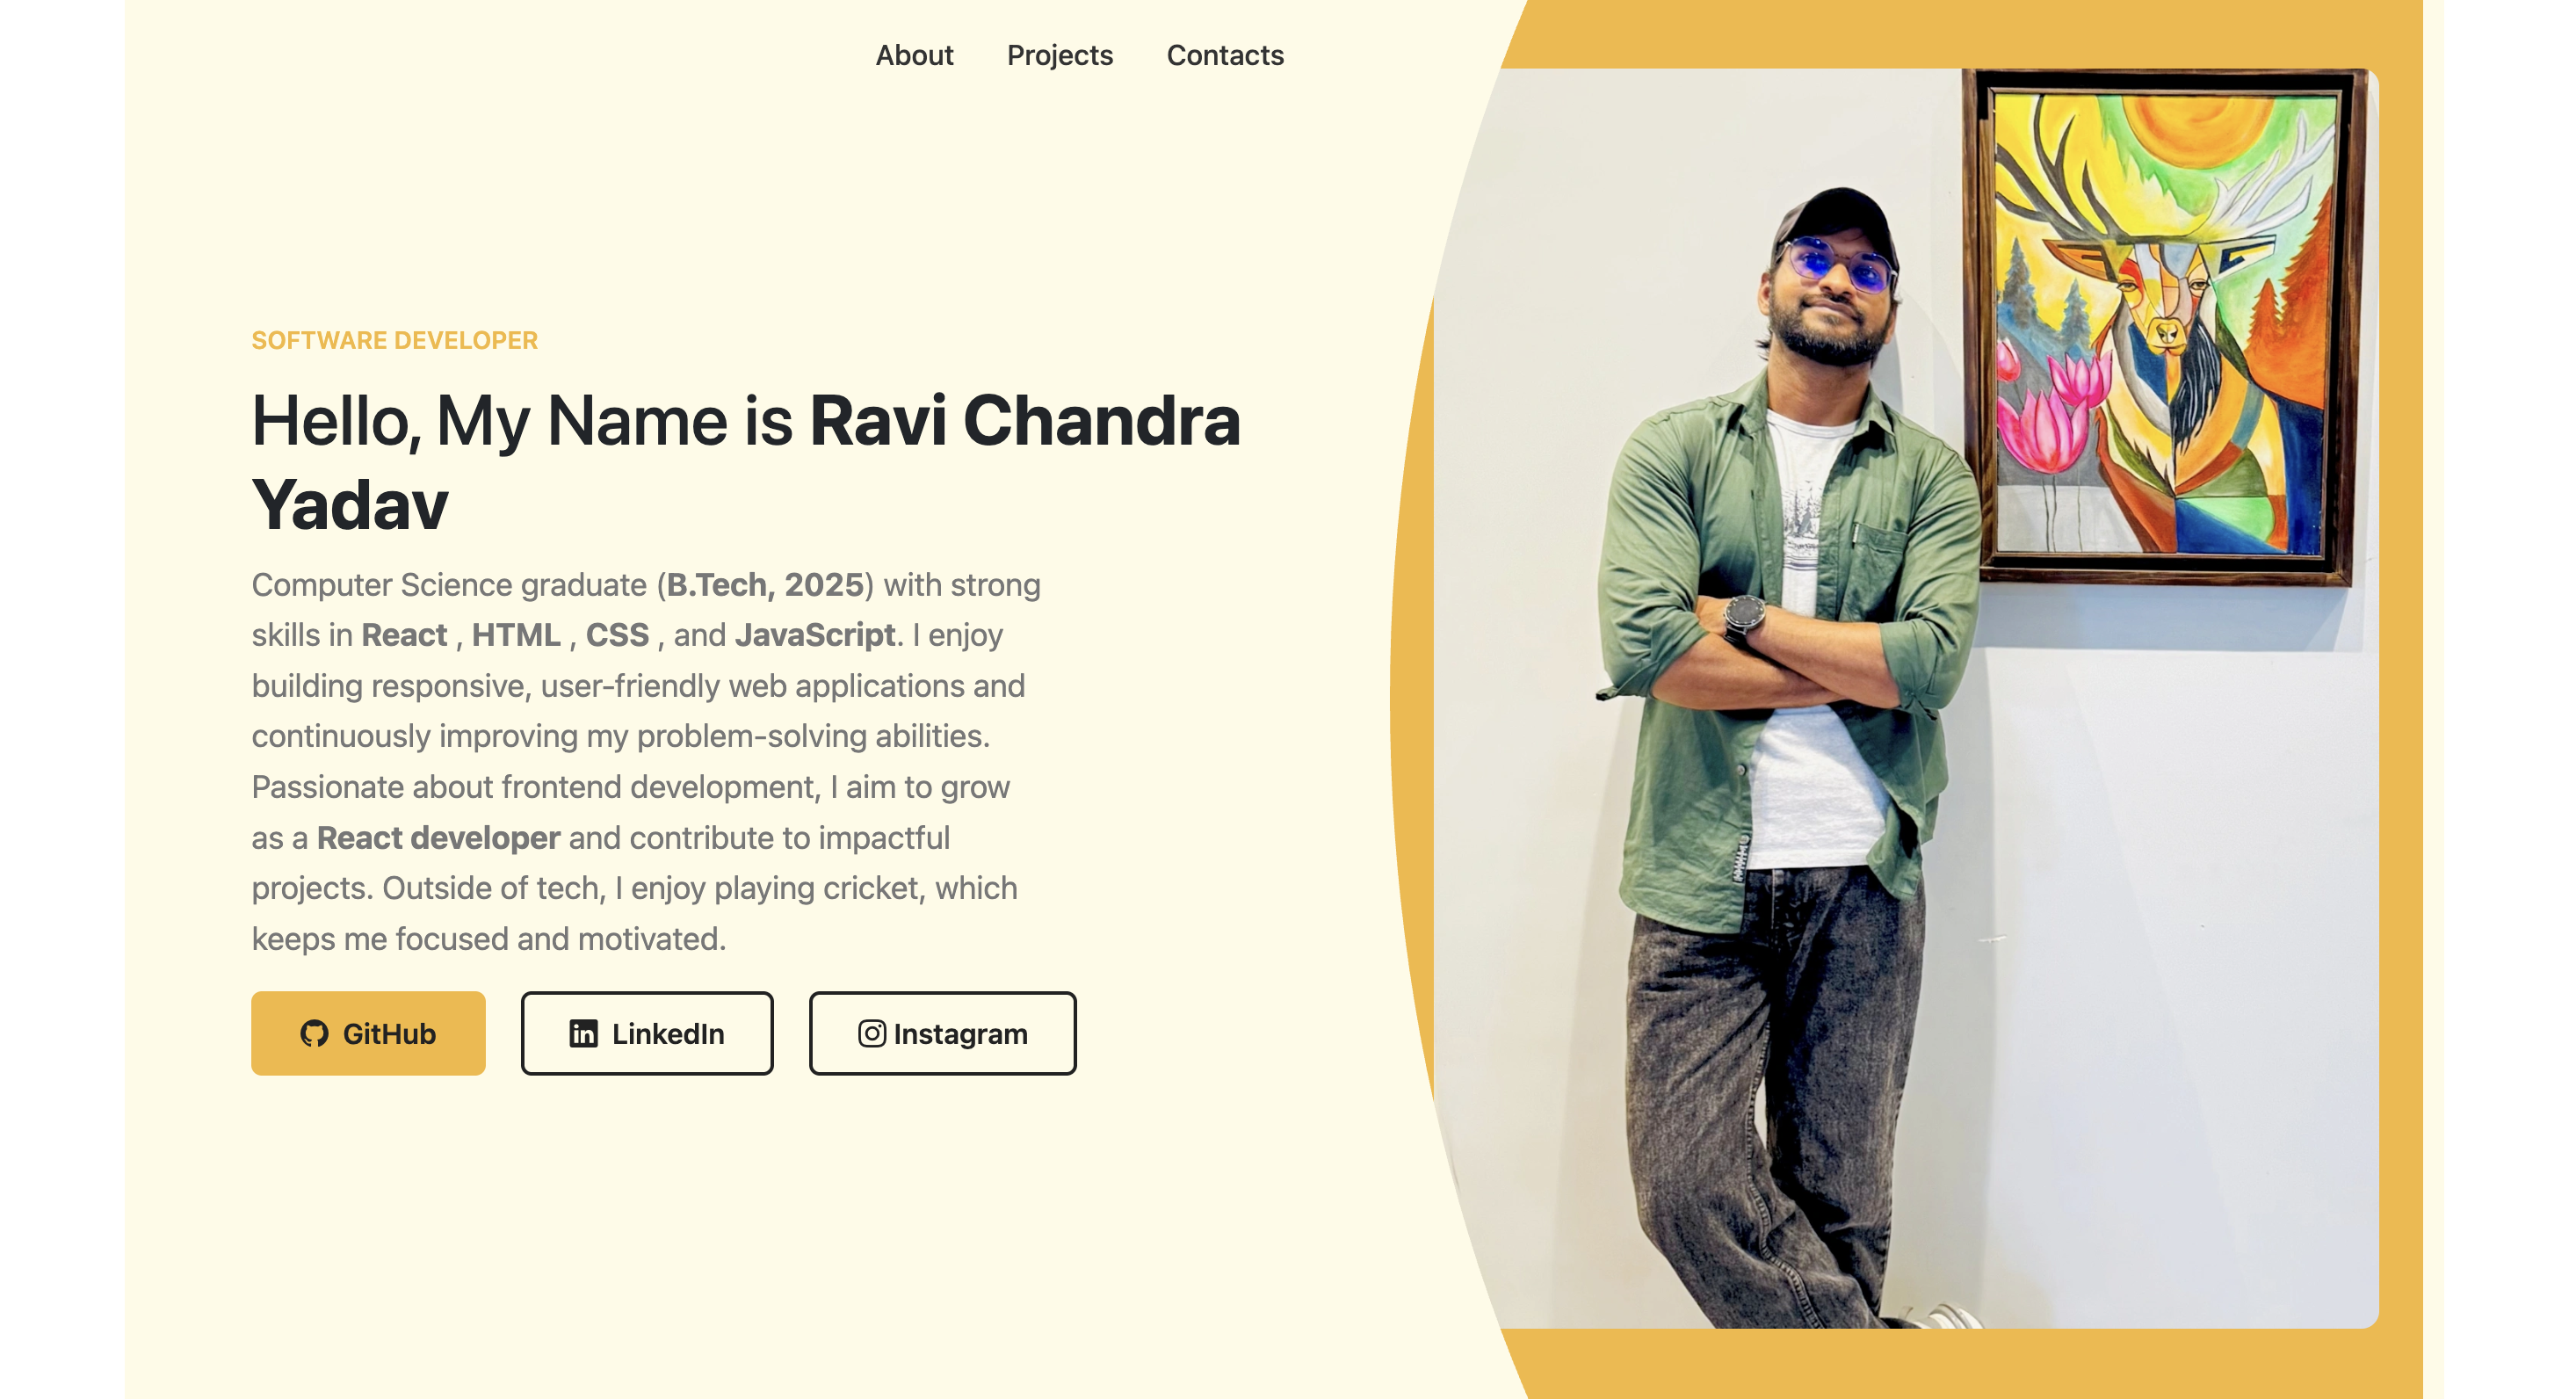 About Projects Contacts
SOFTWARE DEVELOPER
Hello, My Name is Ravi Chandra
Yadav
Computer Science graduate (B.Tech, 2025) with strong
skills in React , HTML , CSS , and JavaScript. I enjoy
building responsive, user-friendly web applications and
continuously improving my problem-solving abilities.
Passionate about frontend development, I aim to grow
as a React developer and contribute to impactful
projects. Outside of tech, I enjoy playing cricket, which
keeps me focused and motivated.
GitHub LinkedIn Instagram